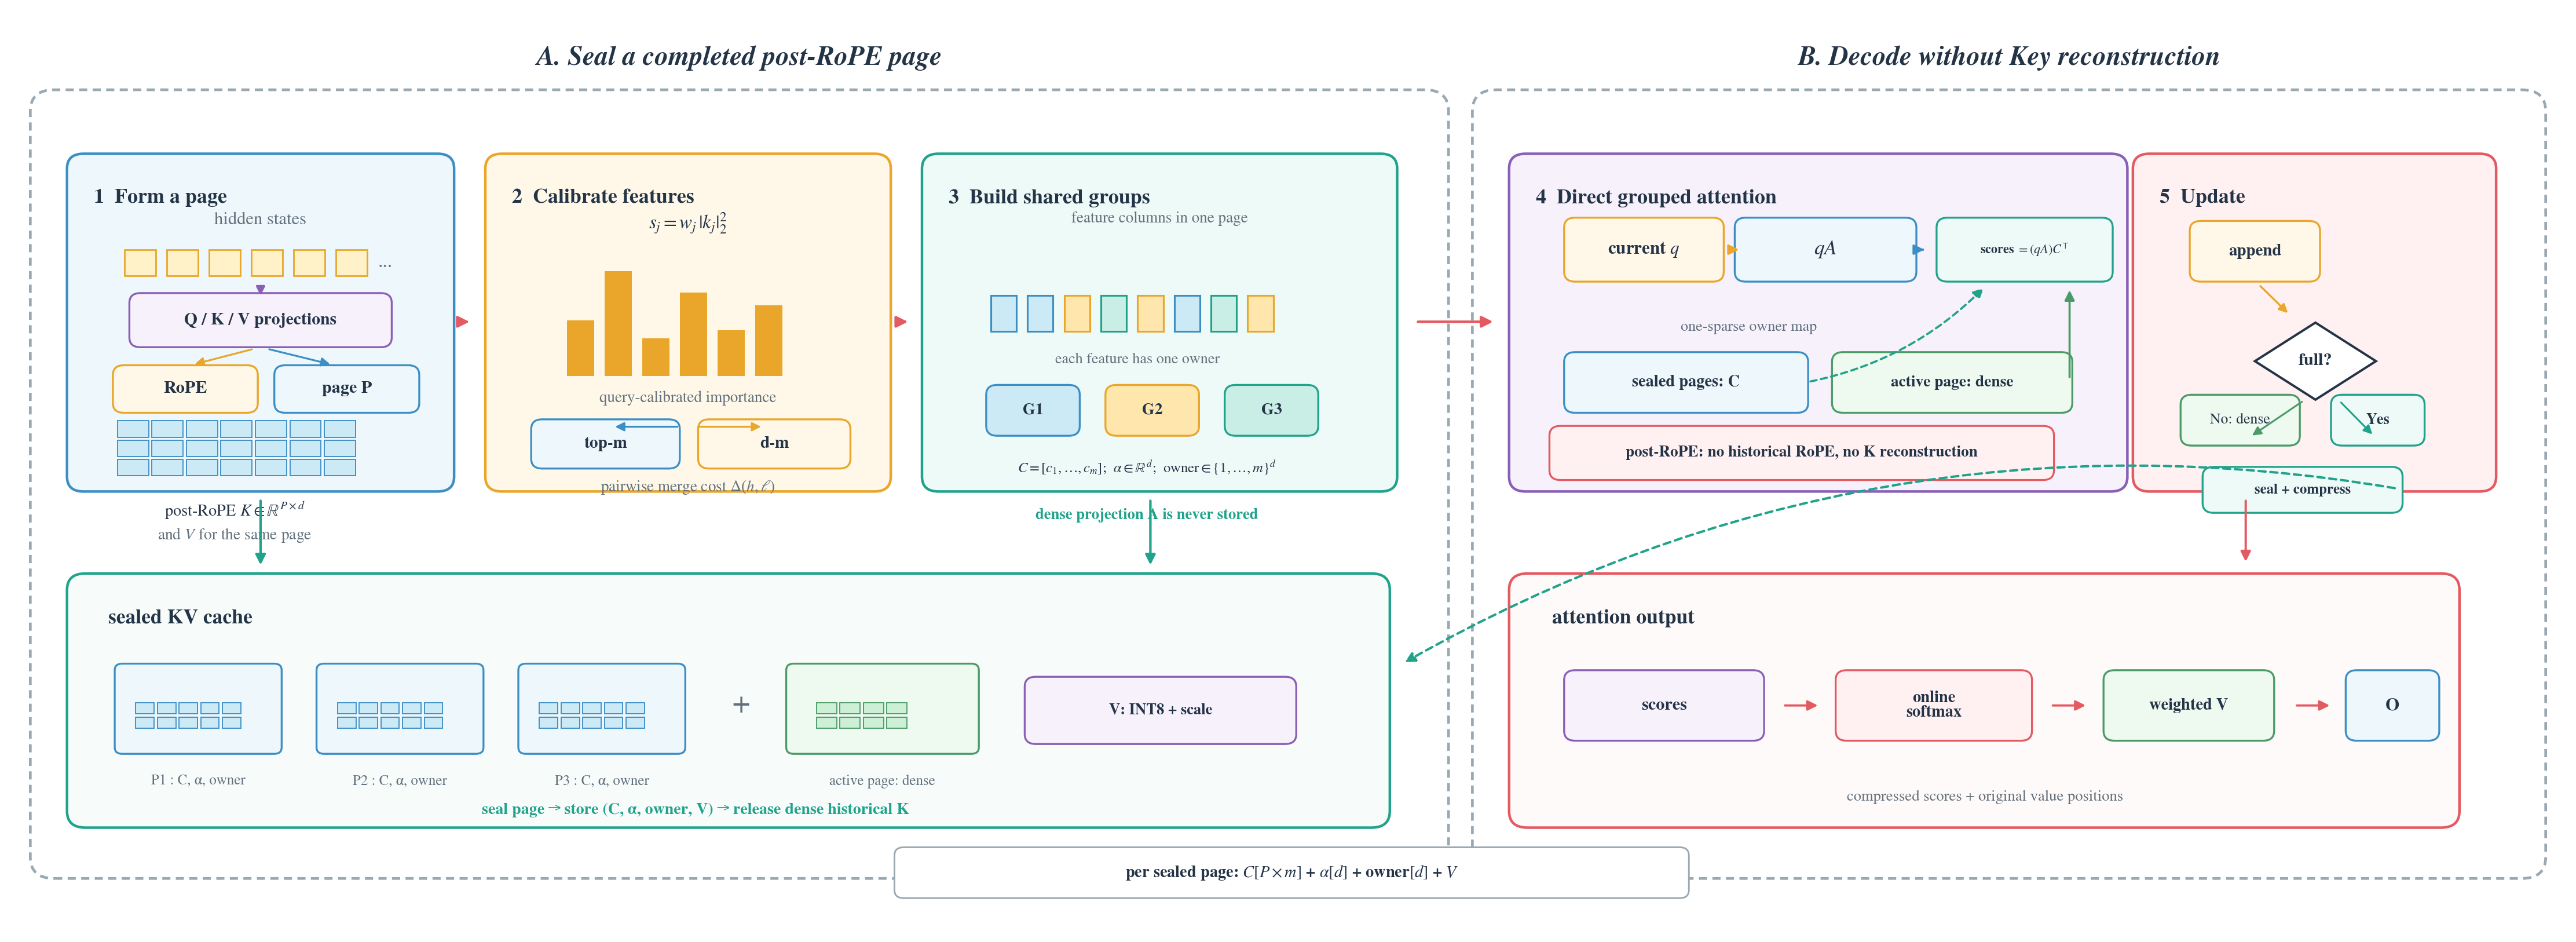 A. Seal a completed post-RoPE page
B. Decode without Key reconstruction
1 Form a page
hidden states
...
Q / K / V projections
RoPE
page P
post-RoPE K ∈ ℝ^{P×d}
and V for the same page
2 Calibrate features
s_j = w_j |k_j|_2^2
query-calibrated importance
top-m
d-m
pairwise merge cost Δ(h, ℓ)
3 Build shared groups
feature columns in one page
each feature has one owner
G1
G2
G3
C = [c_1, …, c_m]; α ∈ ℝ^d; owner ∈ {1, …, m}^d
dense projection A is never stored
4 Direct grouped attention
current q
qA
scores = (qA)C^⊤
one-sparse owner map
sealed pages: C
active page: dense
post-RoPE: no historical RoPE, no K reconstruction
5 Update
append
full?
No: dense
Yes
seal + compress
sealed KV cache
+
V: INT8 + scale
P1 : C, α, owner
P2 : C, α, owner
P3 : C, α, owner
active page: dense
seal page → store (C, α, owner, V) → release dense historical K
attention output
scores
online
softmax
weighted V
O
compressed scores + original value positions
per sealed page: C[P × m] + α[d] + owner[d] + V